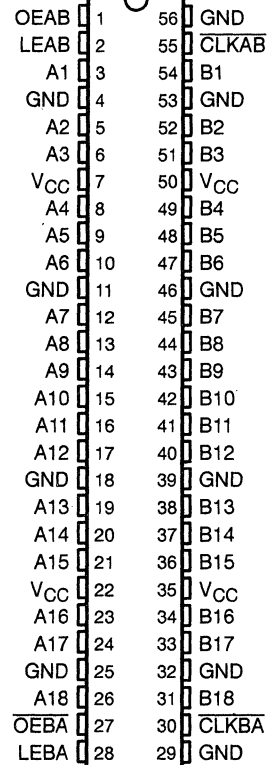 OEAB 1 56 GND
LEAB 2 55 C̅L̅K̅A̅B̅
A1 3 54 B1
GND 4 53 GND
A2 5 52 B2
A3 6 51 B3
VCC 7 50 VCC
A4 8 49 B4
A5 9 48 B5
A6 10 47 B6
GND 11 46 GND
A7 12 45 B7
A8 13 44 B8
A9 14 43 B9
A10 15 42 B10
A11 16 41 B11
A12 17 40 B12
GND 18 39 GND
A13 19 38 B13
A14 20 37 B14
A15 21 36 B15
VCC 22 35 VCC
A16 23 34 B16
A17 24 33 B17
GND 25 32 GND
A18 26 31 B18
O̅E̅B̅A̅ 27 30 C̅L̅K̅B̅A̅
LEBA 28 29 GND